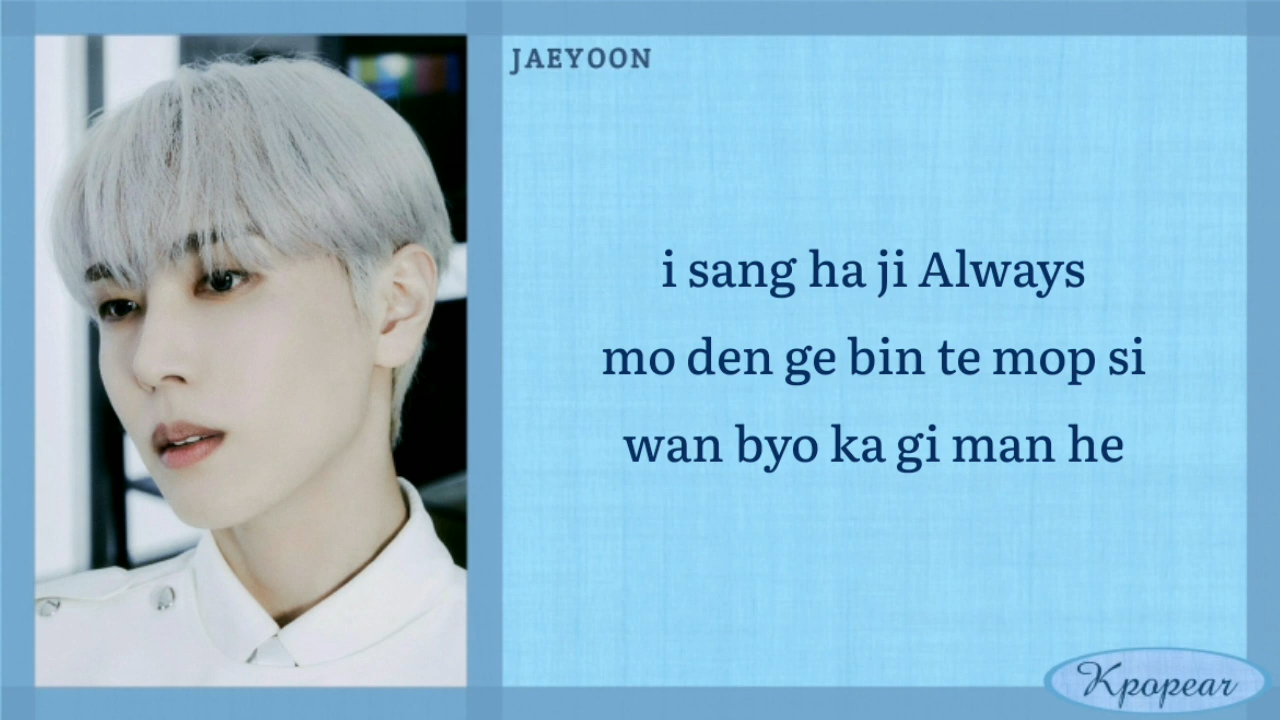 JAEYOON
i sang ha ji Always
mo den ge bin te mop si
wan byo ka gi man he
Kpopear